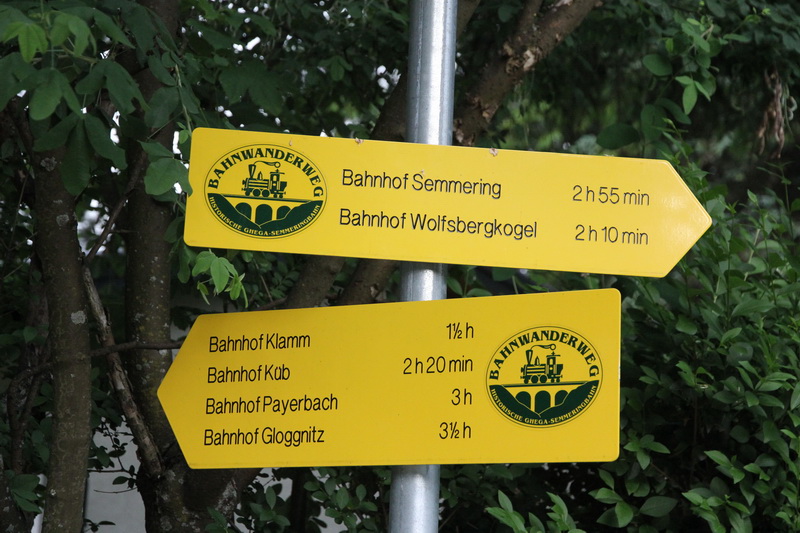 BAHNWANDERWEG
HISTORISCHE GHEGA-SEMMERINGBAHN
Bahnhof Semmering 2 h 55 min
Bahnhof Wolfsbergkogel 2 h 10 min
Bahnhof Klamm 1½ h
Bahnhof Küb 2 h 20 min
Bahnhof Payerbach 3 h
Bahnhof Gloggnitz 3½ h
BAHNWANDERWEG
HISTORISCHE GHEGA-SEMMERINGBAHN